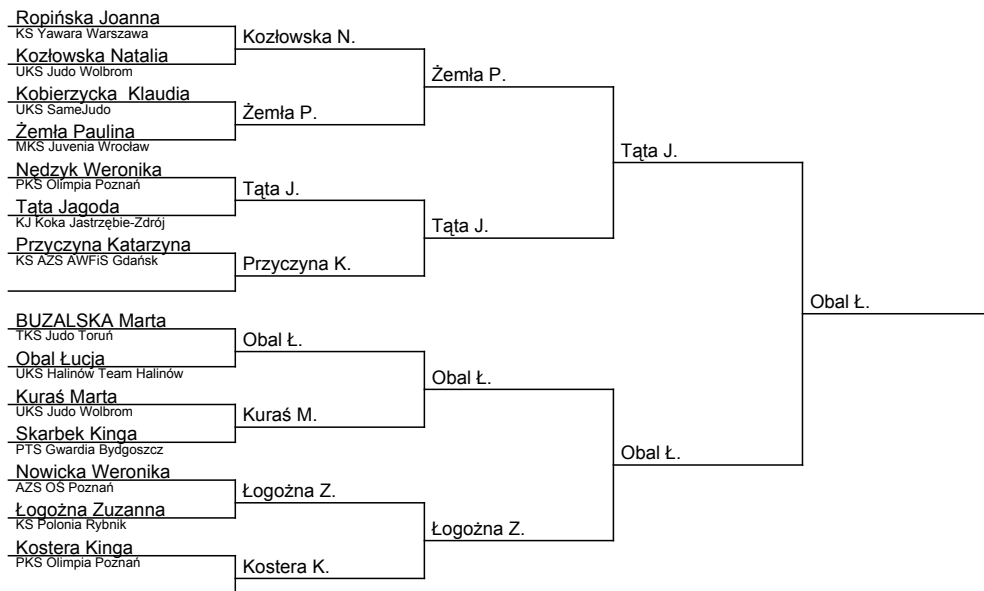 Ropińska Joanna
KS Yawara Warszawa
Kozłowska N.
Kozłowska Natalia
UKS Judo Wolbrom
Żemła P.
Kobierzycka  Klaudia
UKS SameJudo
Żemła P.
Żemła Paulina
MKS Juvenia Wrocław
Tąta J.
Nędzyk Weronika
PKS Olimpia Poznań
Tąta J.
Tąta Jagoda
KJ Koka Jastrzębie-Zdrój
Tąta J.
Przyczyna Katarzyna
KS AZS AWFiS Gdańsk
Przyczyna K.
Obal Ł.
BUZALSKA Marta
TKS Judo Toruń
Obal Ł.
Obal Łucja
UKS Halinów Team Halinów
Obal Ł.
Kuraś Marta
UKS Judo Wolbrom
Kuraś M.
Skarbek Kinga
PTS Gwardia Bydgoszcz
Obal Ł.
Nowicka Weronika
AZS OŚ Poznań
Łogożna Z.
Łogożna Zuzanna
KS Polonia Rybnik
Łogożna Z.
Kostera Kinga
PKS Olimpia Poznań
Kostera K.